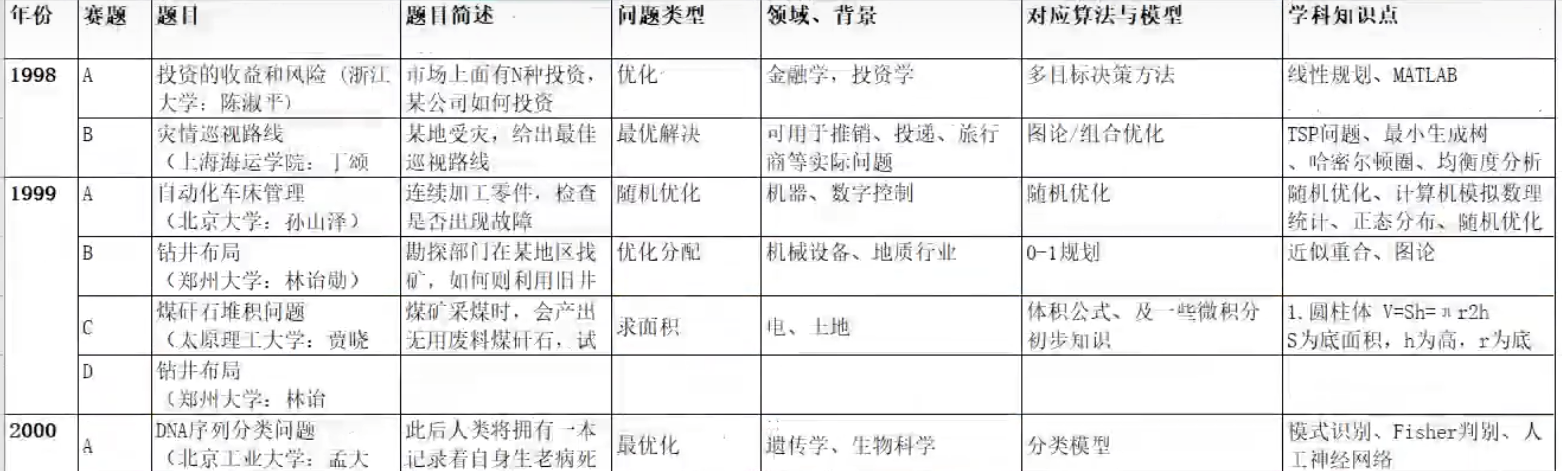 年份 赛题 题目 题目简述 问题类型 领域、背景 对应算法与模型 学科知识点
1998 A 投资的收益和风险（浙江 市场上面有N种投资， 优化 金融学，投资学 多目标决策方法 线性规划、MATLAB
大学：陈淑平） 某公司如何投资
B 灾情巡视路线 某地受灾，给出最佳 最优解决 可用于推销、投递、旅行 图论/组合优化 TSP问题、最小生成树
（上海海运学院：丁颂 巡视路线 商等实际问题 、哈密尔顿圈、均衡度分析
1999 A 自动化车床管理 连续加工零件，检查 随机优化 机器、数字控制 随机优化 随机优化、计算机模拟数理
（北京大学：孙山泽） 是否出现故障 统计、正态分布、随机优化
B 钻井布局 勘探部门在某地区找 优化分配 机械设备、地质行业 0-1规划 近似重合、图论
（郑州大学：林诒勋） 矿，如何则利用旧井
C 煤矸石堆积问题 煤矿采煤时，会产出 求面积 电、土地 体积公式、及一些微积分 1.圆柱体 V=Sh=πr2h
（太原理工大学：贾晓 无用废料煤矸石，试 初步知识 S为底面积，h为高，r为底
D 钻井布局
（郑州大学：林诒
2000 A DNA序列分类问题 此后人类将拥有一本 最优化 遗传学、生物科学 分类模型 模式识别、Fisher判别、人
（北京工业大学：孟大 记录着自身生老病死 工神经网络